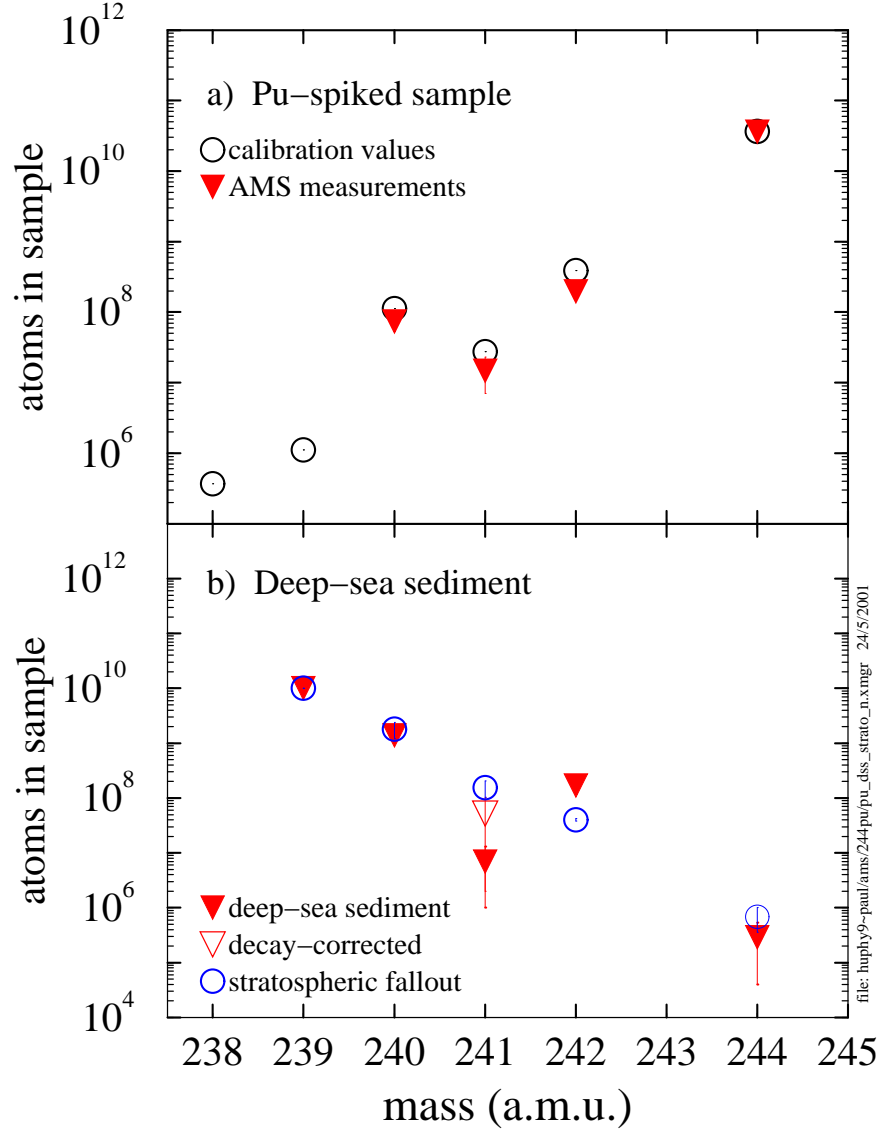 10^12
a) Pu−spiked sample
calibration values
AMS measurements
10^10
10^8
10^6
atoms in sample
10^12
b) Deep−sea sediment
10^10
10^8
10^6
10^4
atoms in sample
deep−sea sediment
decay−corrected
stratospheric fallout
238 239 240 241 242 243 244 245
mass (a.m.u.)
file: huphy9~paul/ams/244pu/pu_dss_strato_n.xmgr 24/5/2001